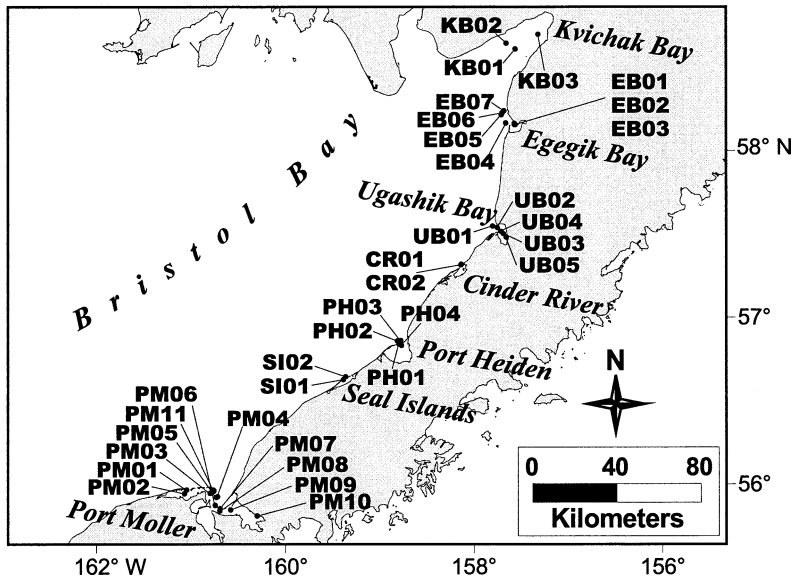 KB02
KB01
Kvichak Bay
KB03
EB07
EB06
EB05
EB04
EB01
EB02
EB03
Egegik Bay
58° N
Bristol Bay
Ugashik Bay
UB02
UB04
UB01
UB03
UB05
CR01
CR02
Cinder River
PH03
PH04
PH02
57°
Port Heiden
PH01
SI02
SI01
Seal Islands
N
PM06
PM11
PM05
PM03
PM01
PM02
PM04
PM07
PM08
PM09
PM10
Port Moller
0 40 80
Kilometers
56°
162° W 160° 158° 156°